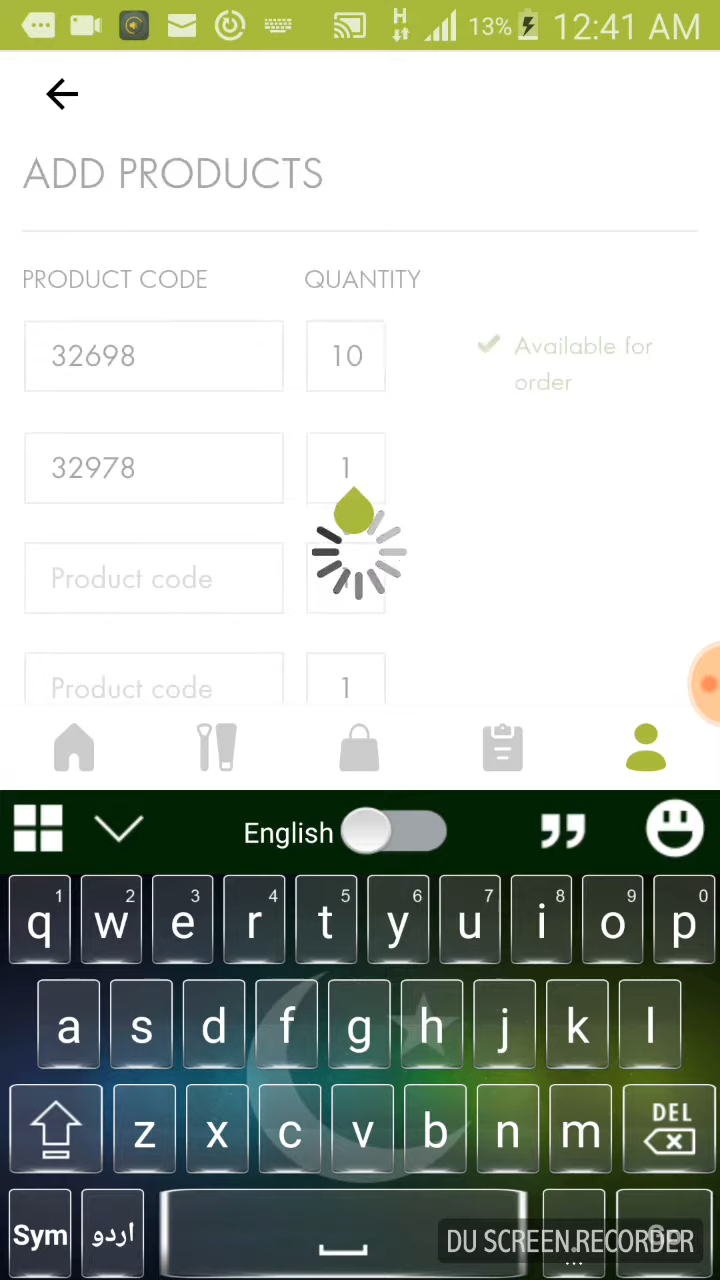 H 13% 12:41 AM
ADD PRODUCTS
PRODUCT CODE QUANTITY
32698 10 Available for
order
32978 1
Product code
Product code 1
English
1 2 3 4 5 6 7 8 9 0
q w e r t y u i o p
a s d f g h j k l
z x c v b n m DEL
Sym اردو . Go
DU SCREEN RECORDER